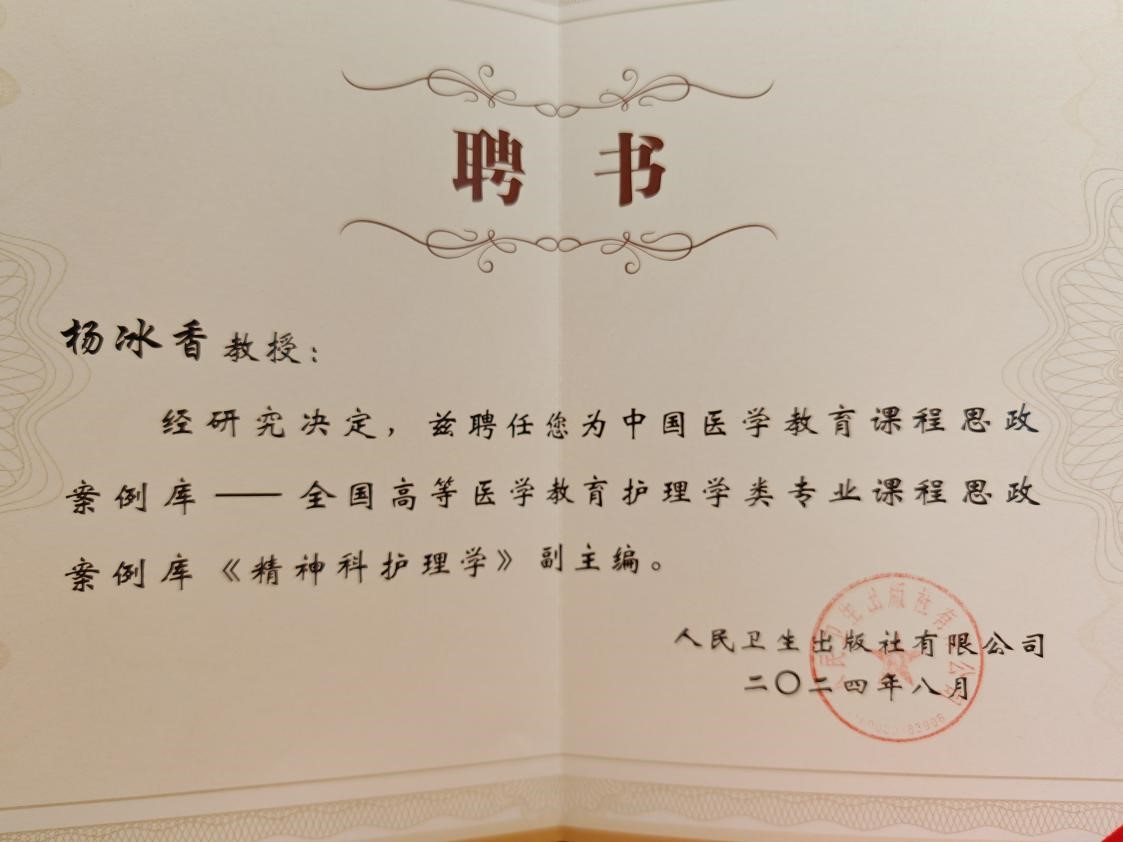 聘书
杨冰香教授：
经研究决定，兹聘任您为中国医学教育课程思政
案例库——全国高等医学教育护理学类专业课程思政
案例库《精神科护理学》副主编。
人民卫生出版社有限公司
二〇二四年八月